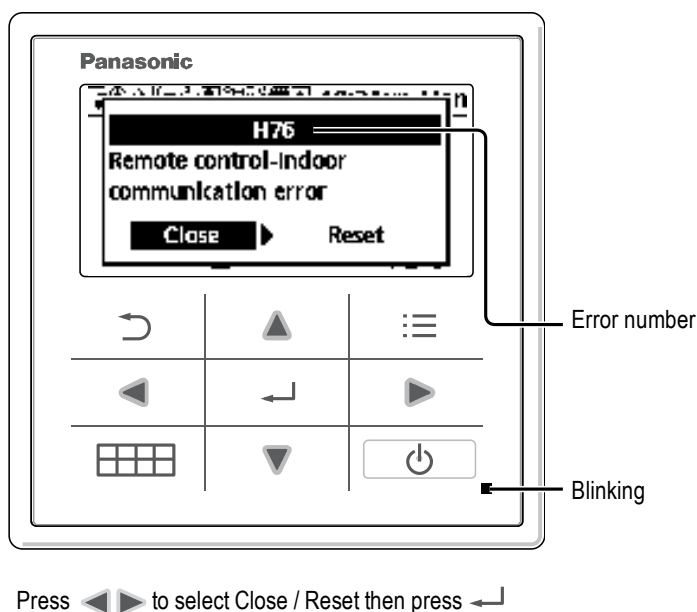 Panasonic
H76
Remote control-indoor
communication error
Close Reset
Error number
Blinking
Press to select Close / Reset then press